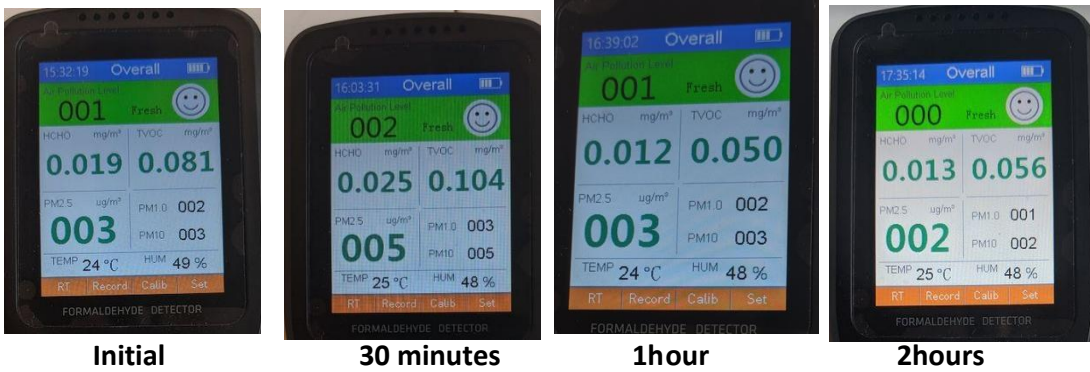 15:32:19 Overall
Air Pollution Level
001 Fresh
HCHO mg/m³ TVOC mg/m³
0.019 0.081
PM2.5 ug/m³ PM1.0 002
003 PM10 003
TEMP 24 °C HUM 49 %
RT Record Calib Set
FORMALDEHYDE DETECTOR
Initial
16:03:31 Overall
Air Pollution Level
002 Fresh
HCHO mg/m³ TVOC mg/m³
0.025 0.104
PM2.5 ug/m³ PM1.0 003
005 PM10 005
TEMP 25 °C HUM 48 %
RT Record Calib Set
FORMALDEHYDE DETECTOR
30 minutes
16:39:02 Overall
Air Pollution Level
001 Fresh
HCHO mg/m³ TVOC mg/m³
0.012 0.050
PM2.5 ug/m³ PM1.0 002
003 PM10 003
TEMP 24 °C HUM 48 %
RT Record Calib Set
FORMALDEHYDE DETECTOR
1hour
17:35:14 Overall
Air Pollution Level
000 Fresh
HCHO mg/m³ TVOC mg/m³
0.013 0.056
PM2.5 ug/m³ PM1.0 001
002 PM10 002
TEMP 25 °C HUM 48 %
RT Record Calib Set
FORMALDEHYDE DETECTOR
2hours